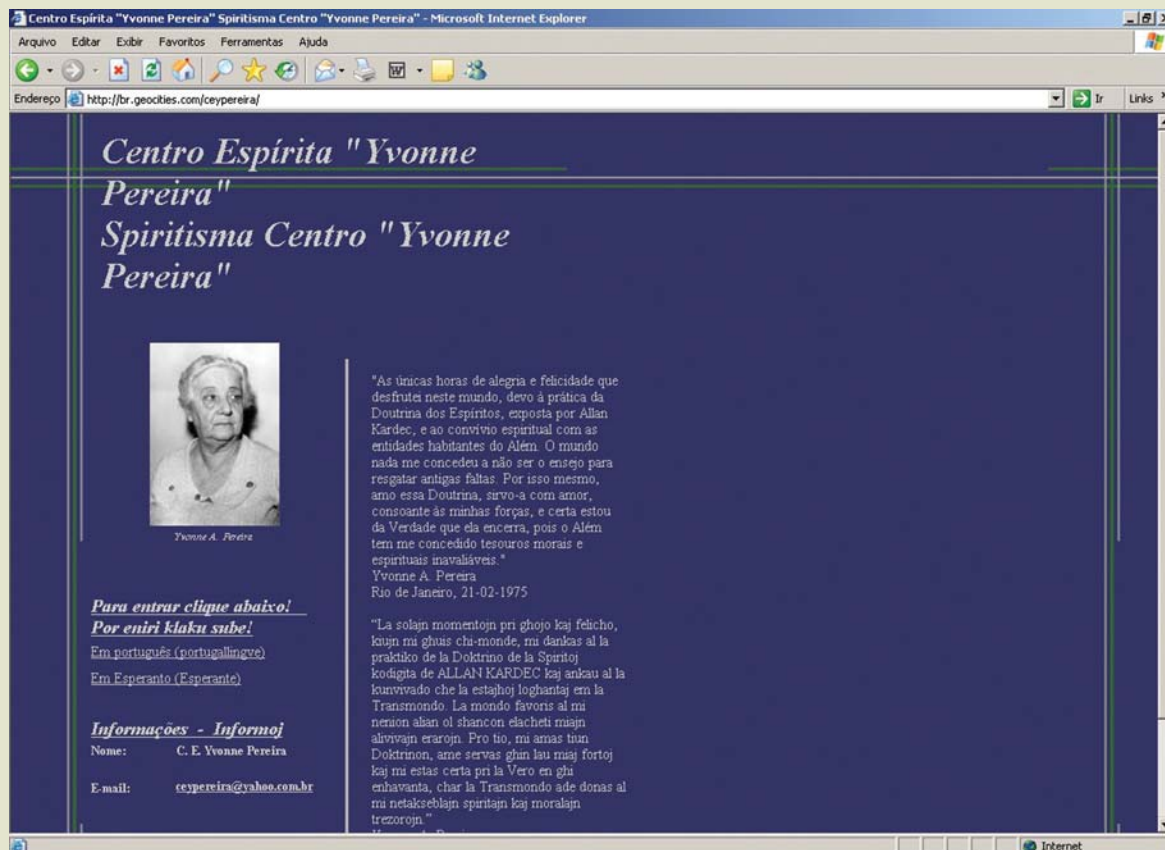 Centro Espírita "Yvonne Pereira" Spiritisma Centro "Yvonne Pereira" - Microsoft Internet Explorer
Arquivo Editar Exibir Favoritos Ferramentas Ajuda
Endereço http://br.geocities.com/ceypereira/ Ir Links
Centro Espírita "Yvonne
Pereira"
Spiritisma Centro "Yvonne
Pereira"
Yvonne A. Pereira
Para entrar clique abaixo!
Por eniri klaku sube!
Em português (portugallingve)
Em Esperanto (Esperante)
Informações - Informoj
Nome: C. E. Yvonne Pereira
E-mail: ceypereira@yahoo.com.br
"As únicas horas de alegria e felicidade que
desfrutei neste mundo, devo à prática da
Doutrina dos Espíritos, exposta por Allan
Kardec, e ao convívio espiritual com as
entidades habitantes do Além. O mundo
nada me concedeu a não ser o ensejo para
resgatar antigas faltas. Por isso mesmo,
amo essa Doutrina, sirvo-a com amor,
consoante às minhas forças, e certa estou
da Verdade que ela encerra, pois o Além
tem me concedido tesouros morais e
espirituais inavaliáveis."
Yvonne A. Pereira
Rio de Janeiro, 21-02-1975
"La solajn momentojn pri ghojo kaj felicho,
kiujn mi ghuis chi-monde, mi dankas al la
praktiko de la Doktrino de la Spiritoj
kodigita de ALLAN KARDEC kaj ankau al la
kunvivado che la estajhoj loghantaj em la
Transmondo. La mondo favoris al mi
nenion alian ol shancon elacheti miajn
alivivajn erarojn. Pro tio, mi amas tiun
Doktrinon, ame servas ghin lau miaj fortoj
kaj mi estas certa pri la Vero en ghi
enhavanta, char la Transmondo ade donas al
mi netakseblajn spiritajn kaj moralajn
trezorojn."
Internet